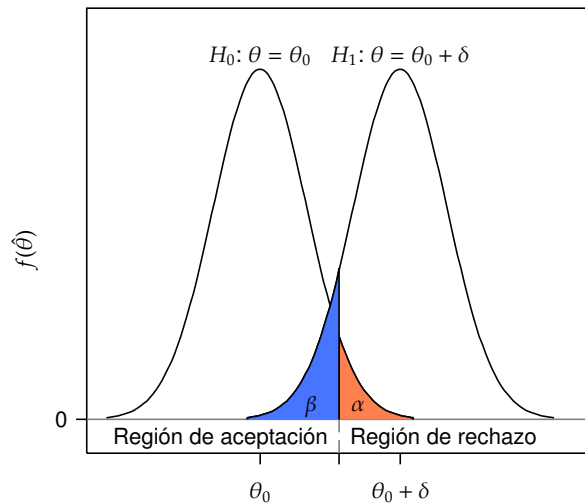 H₀: θ = θ₀ H₁: θ = θ₀ + δ
f(θ̂)
β α
0
Región de aceptación Región de rechazo
θ₀ θ₀ + δ